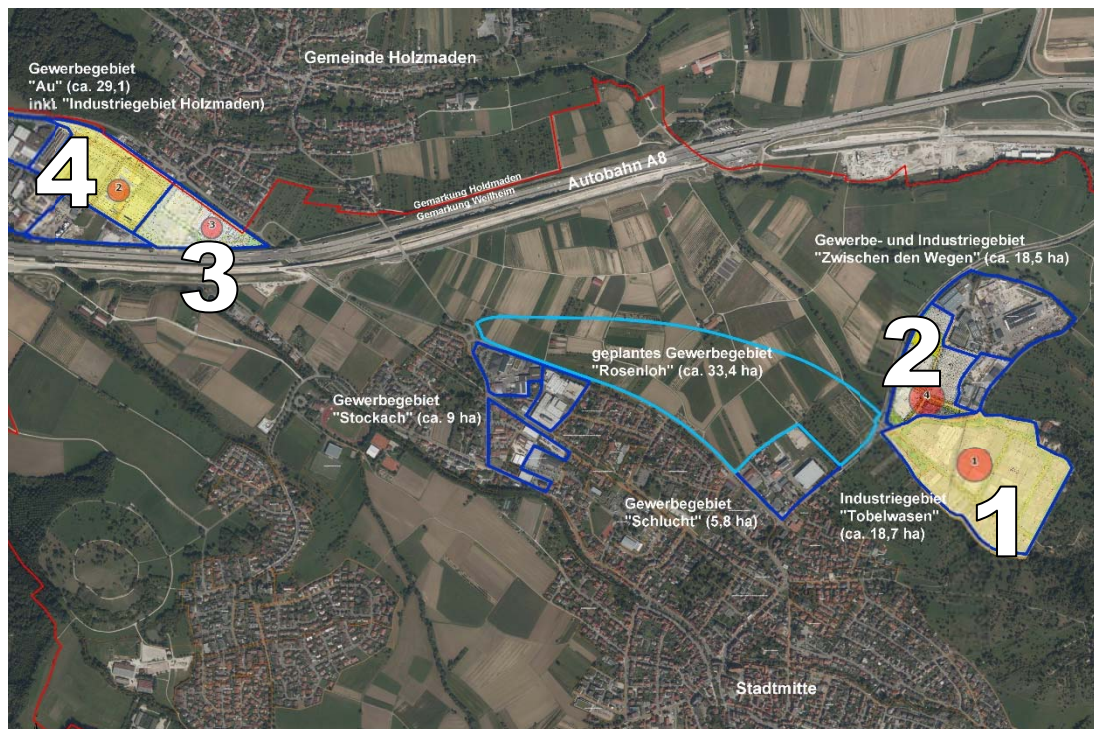 Gemeinde Holzmaden
Gewerbegebiet
"Au" (ca. 29,1)
inkl. "Industriegebiet Holzmaden)
4
2
3
3
Autobahn A8
Gemarkung Holdmaden
Gemarkung Weilheim
Gewerbe- und Industriegebiet
"Zwischen den Wegen" (ca. 18,5 ha)
2
4
geplantes Gewerbegebiet
"Rosenloh" (ca. 33,4 ha)
Gewerbegebiet
"Stockach" (ca. 9 ha)
1
1
Gewerbegebiet
"Schlucht" (5,8 ha)
Industriegebiet
"Tobelwasen"
(ca. 18,7 ha)
Stadtmitte